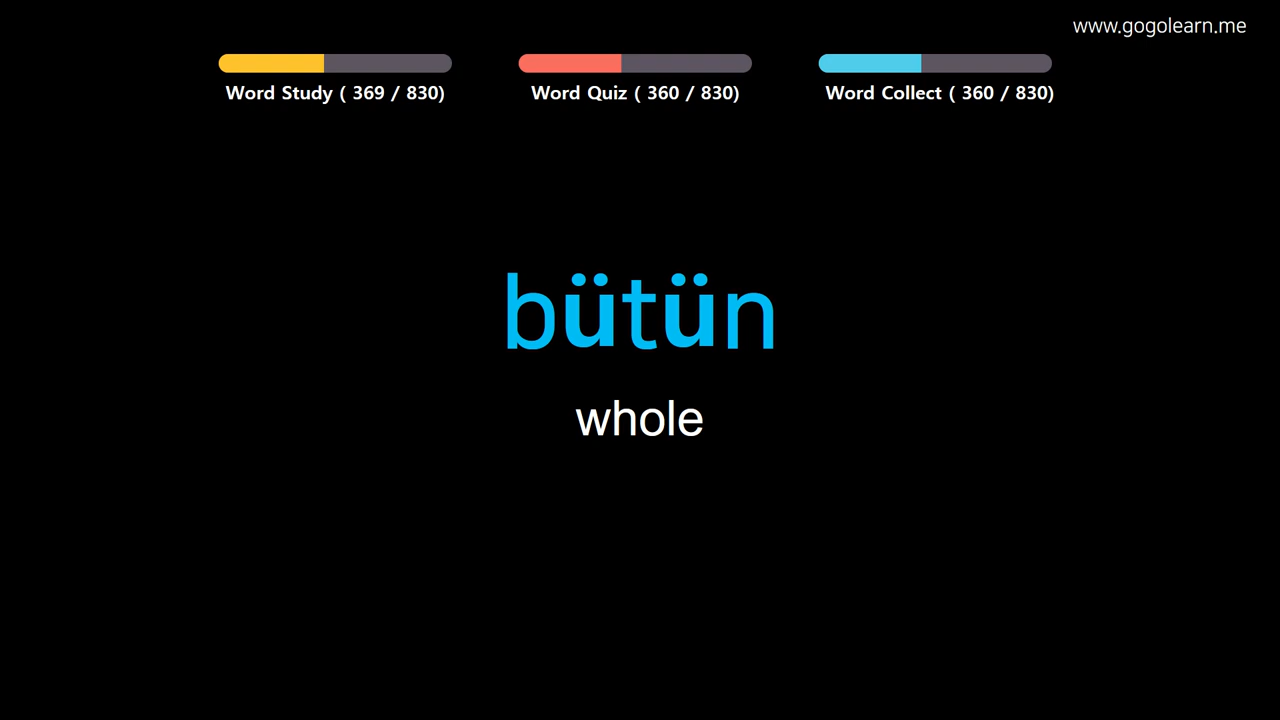 www.gogolearn.me
Word Study ( 369 / 830)
Word Quiz ( 360 / 830)
Word Collect ( 360 / 830)
bütün
whole